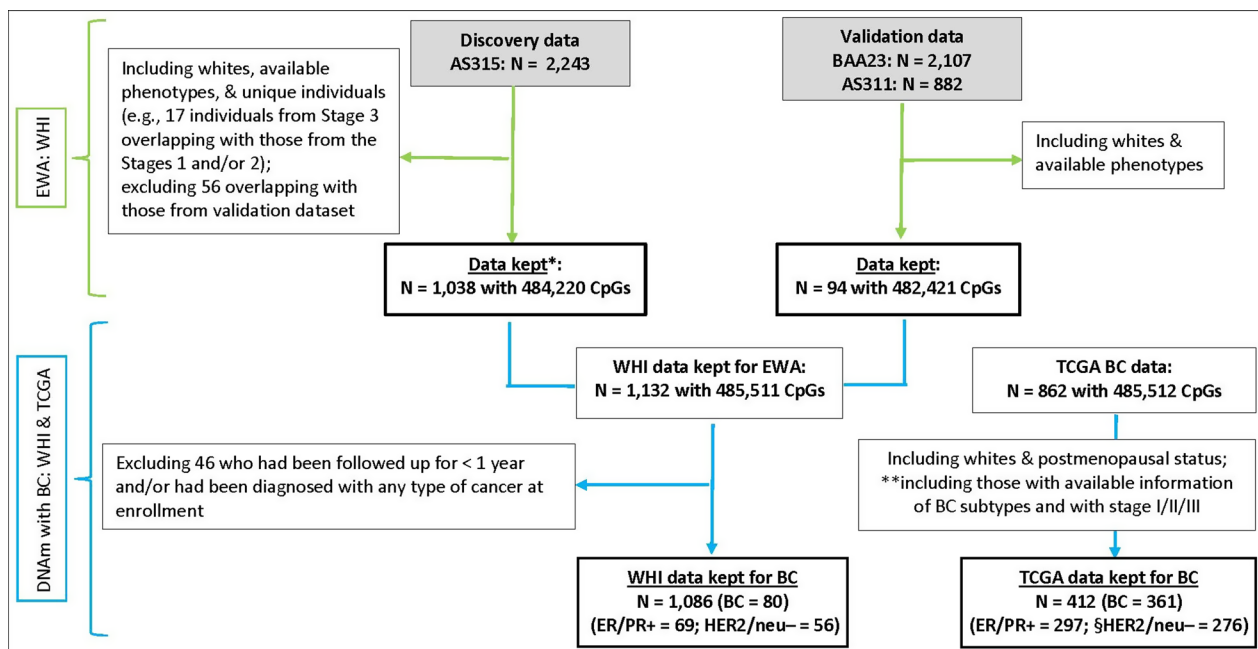 EWA: WHI
Including whites, available
phenotypes, & unique individuals
(e.g., 17 individuals from Stage 3
overlapping with those from the
Stages 1 and/or 2);
excluding 56 overlapping with
those from validation dataset
Discovery data
AS315: N = 2,243
Validation data
BAA23: N = 2,107
AS311: N = 882
Including whites &
available phenotypes
Data kept*:
N = 1,038 with 484,220 CpGs
Data kept:
N = 94 with 482,421 CpGs
DNAm with BC: WHI & TCGA
WHI data kept for EWA:
N = 1,132 with 485,511 CpGs
TCGA BC data:
N = 862 with 485,512 CpGs
Excluding 46 who had been followed up for < 1 year
and/or had been diagnosed with any type of cancer at
enrollment
Including whites & postmenopausal status;
**including those with available information
of BC subtypes and with stage I/II/III
WHI data kept for BC
N = 1,086 (BC = 80)
(ER/PR+ = 69; HER2/neu− = 56)
TCGA data kept for BC
N = 412 (BC = 361)
(ER/PR+ = 297; §HER2/neu− = 276)